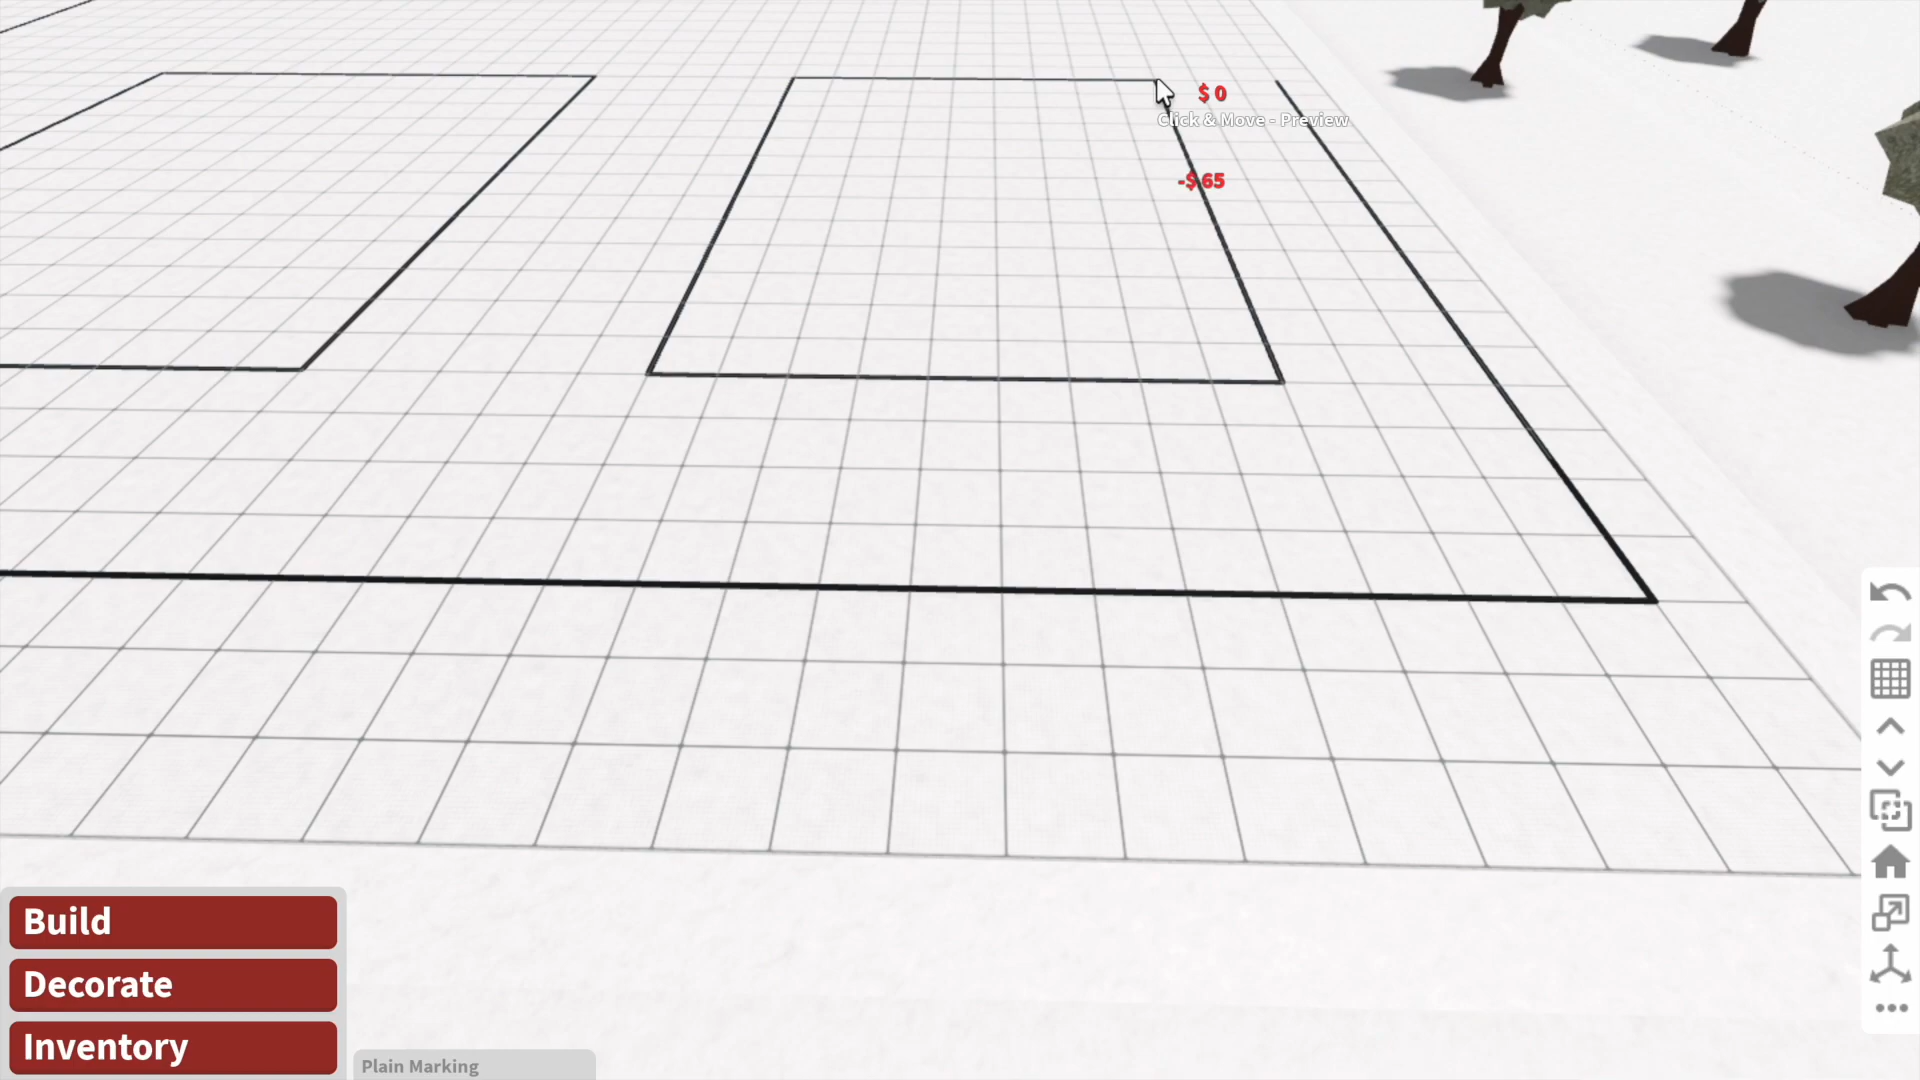 $ 0
Click & Move - Preview
-$ 65
Build
Decorate
Inventory
Plain Marking